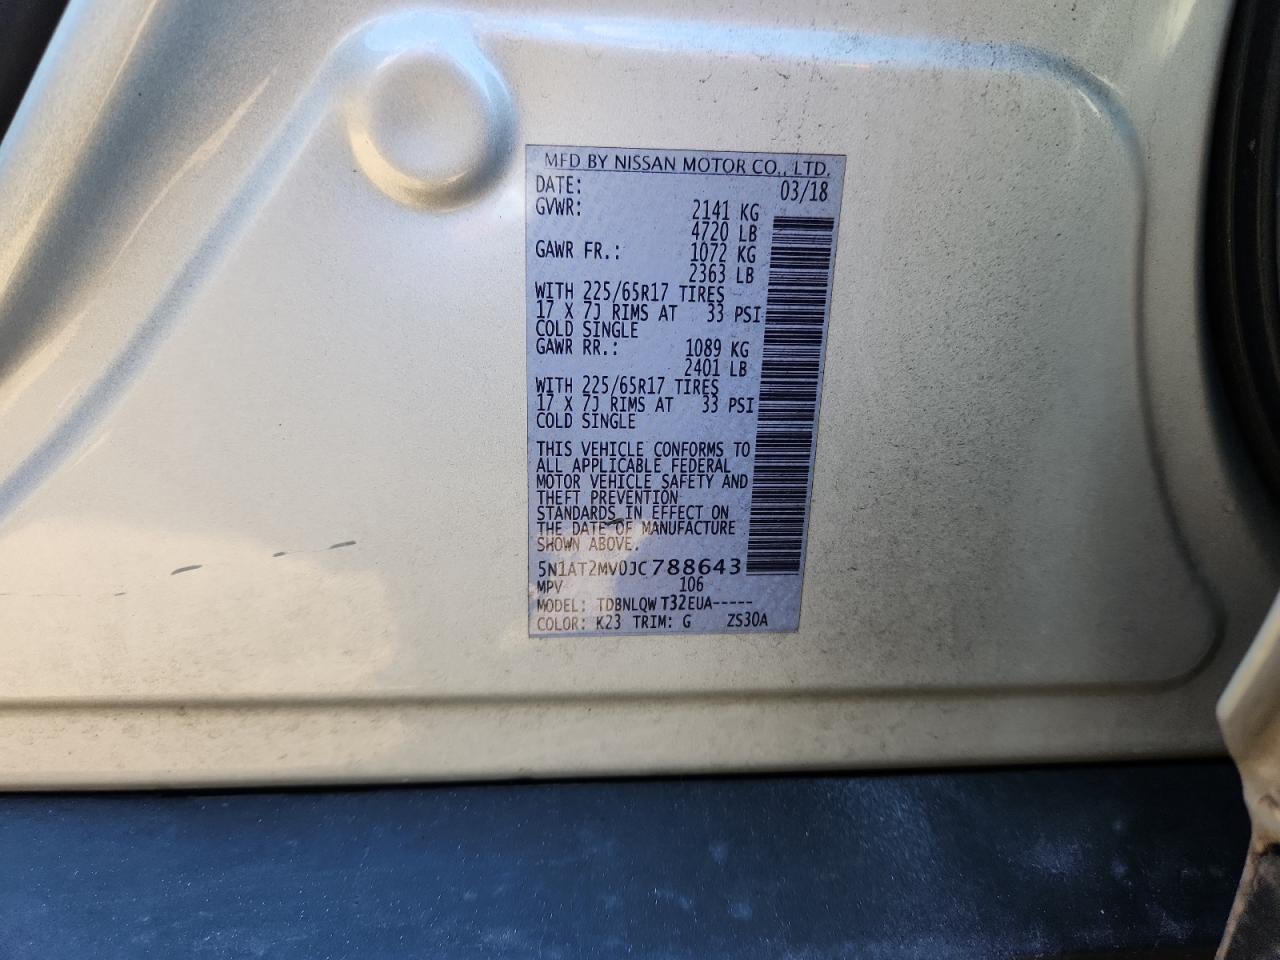 MFD BY NISSAN MOTOR CO., LTD.
DATE: 03/18
GVWR: 2141 KG
4720 LB
GAWR FR.: 1072 KG
2363 LB
WITH 225/65R17 TIRES
17 X 7J RIMS AT 33 PSI
COLD SINGLE
GAWR RR.: 1089 KG
2401 LB
WITH 225/65R17 TIRES
17 X 7J RIMS AT 33 PSI
COLD SINGLE
THIS VEHICLE CONFORMS TO
ALL APPLICABLE FEDERAL
MOTOR VEHICLE SAFETY AND
THEFT PREVENTION
STANDARDS IN EFFECT ON
THE DATE OF MANUFACTURE
SHOWN ABOVE.
5N1AT2MV0JC788643
MPV 106
MODEL: TDBNLQW T32EUA-----
COLOR: K23 TRIM: G ZS30A